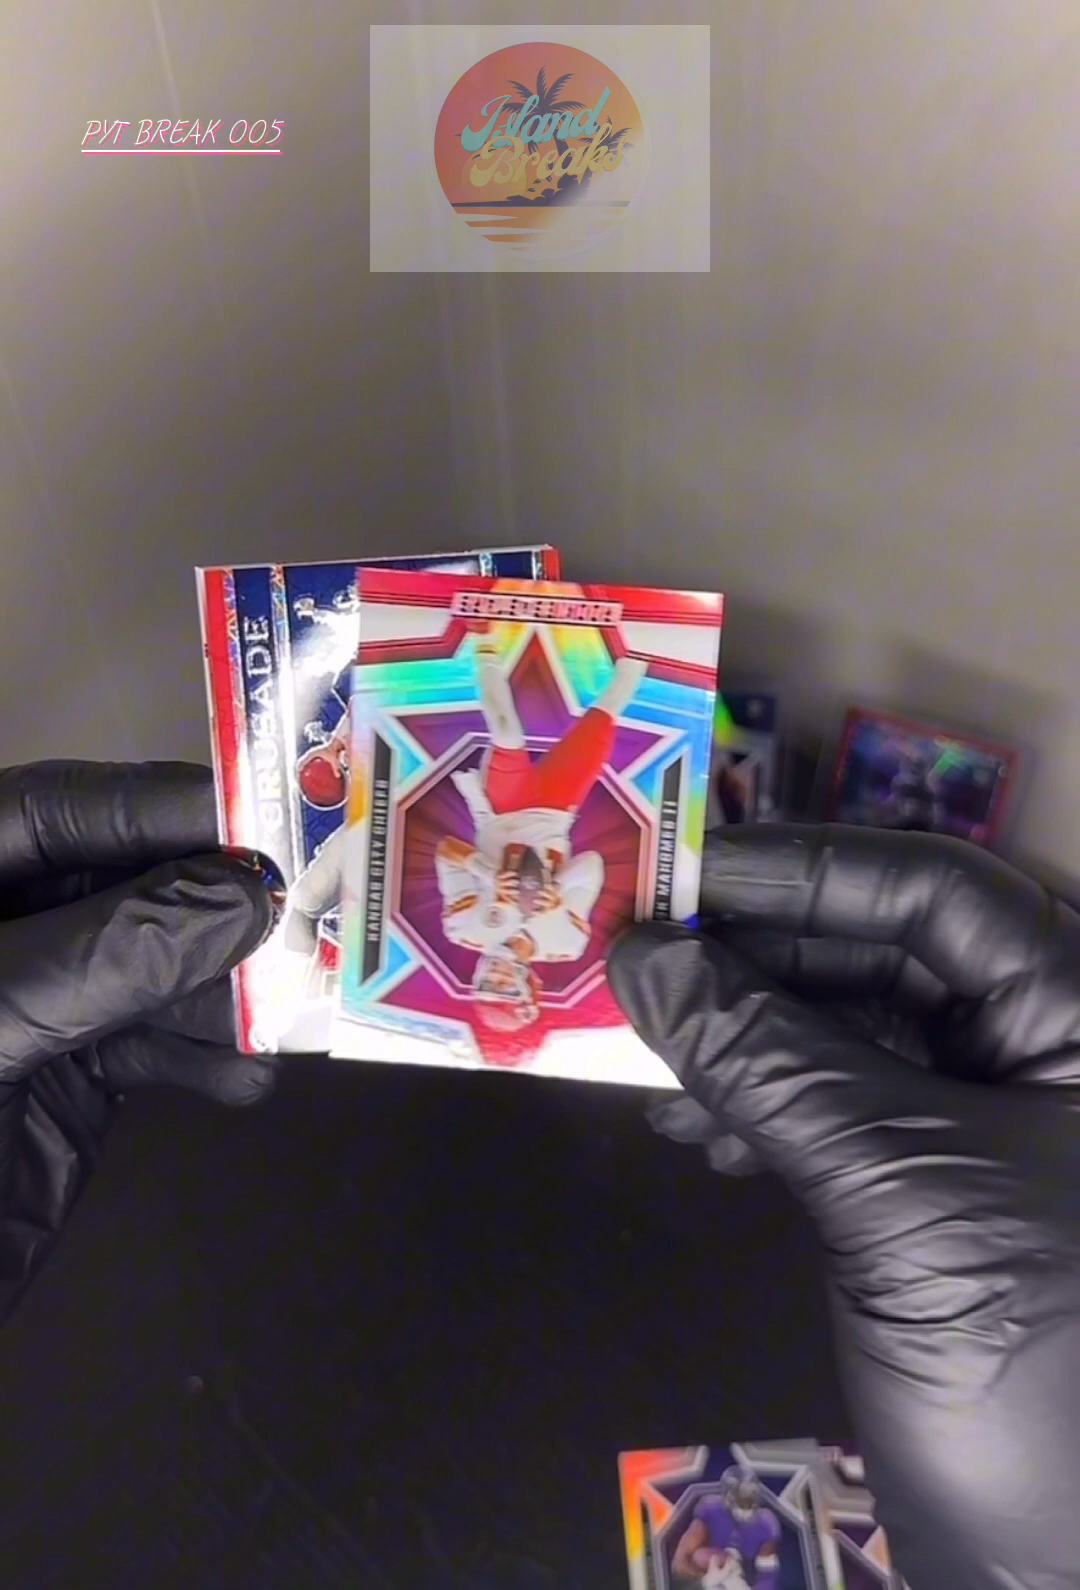 PYT BREAK 005
Island
Breaks
CRUSADE
KANSAS CITY CHIEFS
MAHOMES II